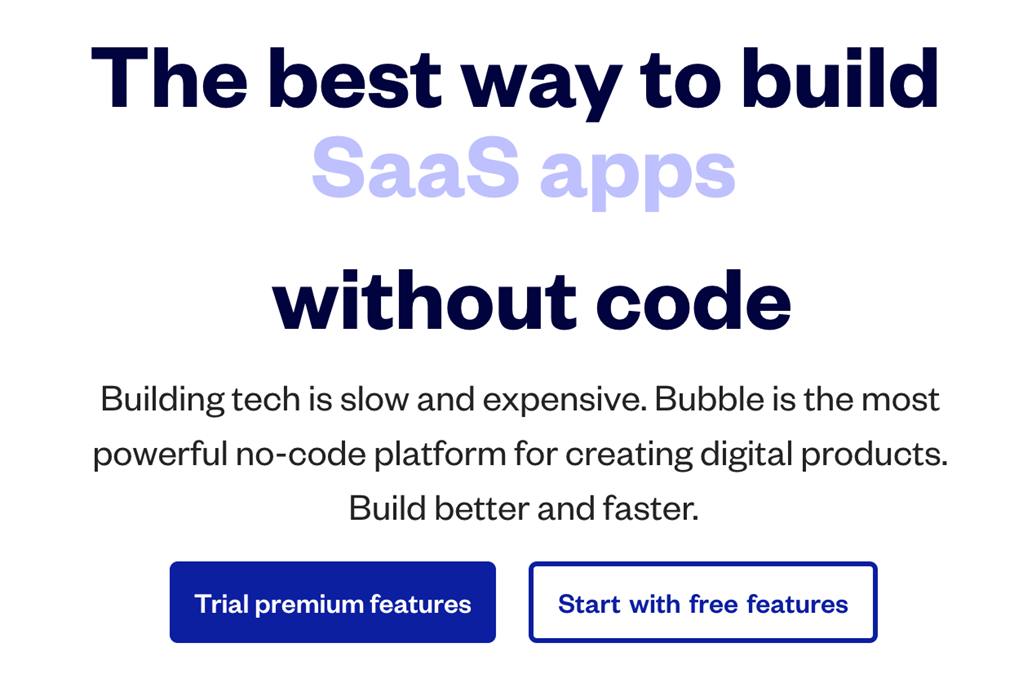 The best way to build
SaaS apps
without code
Building tech is slow and expensive. Bubble is the most
powerful no-code platform for creating digital products.
Build better and faster.
Trial premium features
Start with free features